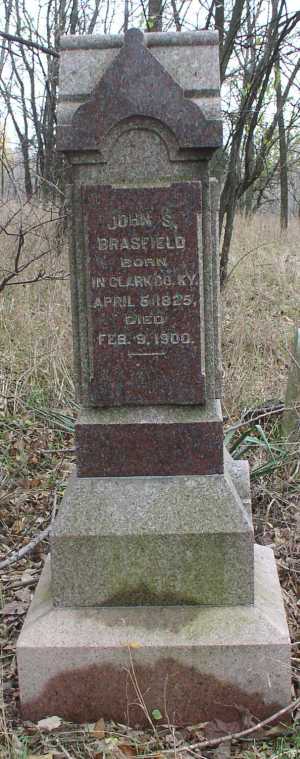 JOHN S.
BRASFIELD
BORN
IN CLARK CO. KY.
APRIL 5, 1825,
DIED
FEB. 9, 1900.